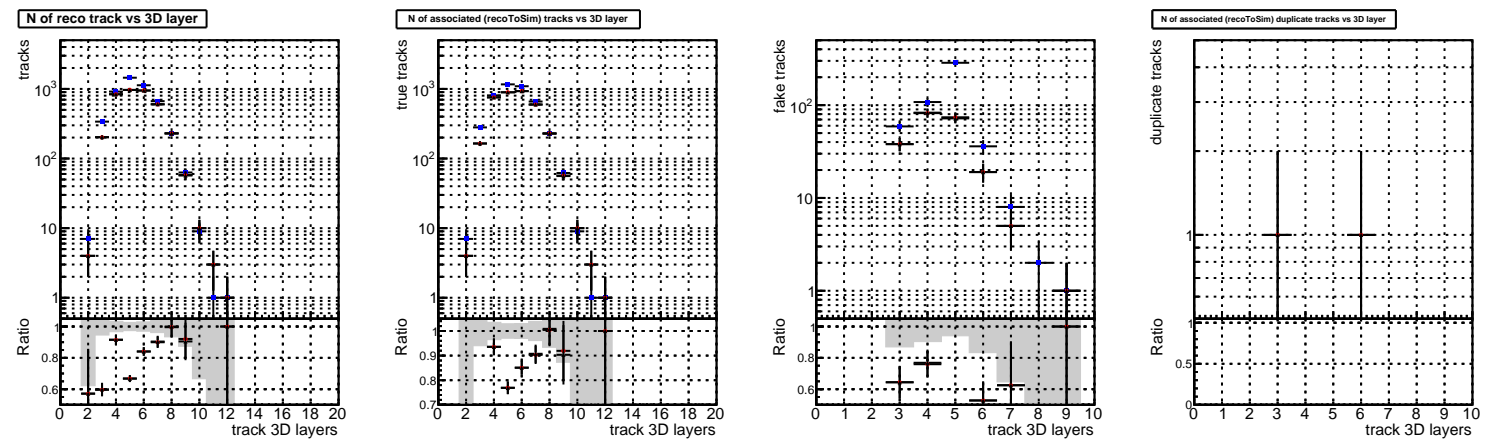 N of reco track vs 3D layer
tracks
10³
10²
10
1
Ratio
1
0.8
0.6
0 2 4 6 8 10 12 14 16 18 20
track 3D layers
N of associated (recoToSim) tracks vs 3D layer
true tracks
10³
10²
10
1
Ratio
1
0.9
0.8
0.7
0 2 4 6 8 10 12 14 16 18 20
track 3D layers
fake tracks
10²
10
1
Ratio
1
0.8
0.6
0 1 2 3 4 5 6 7 8 9 10
track 3D layers
N of associated (recoToSim) duplicate tracks vs 3D layer
duplicate tracks
1
Ratio
1
0.5
0
0 1 2 3 4 5 6 7 8 9 10
track 3D layers